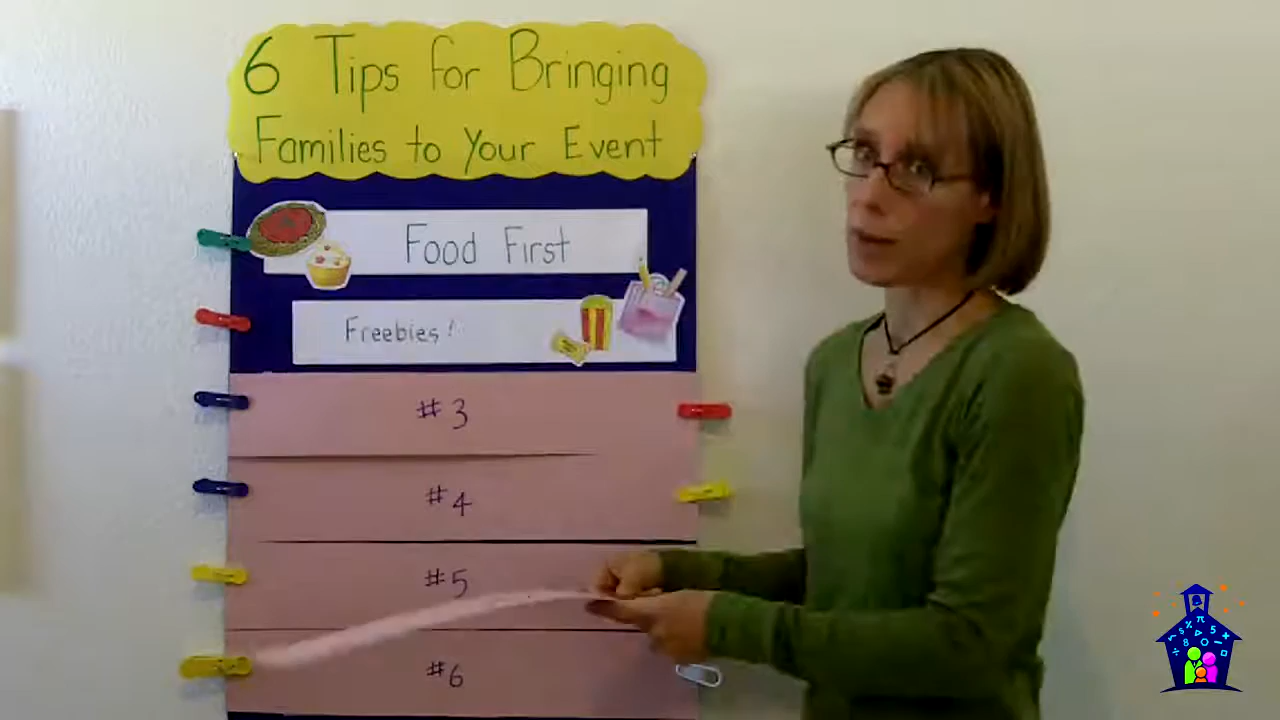 6 Tips for Bringing
Families to Your Event
Food First
Freebies!
#3
#4
#5
#6